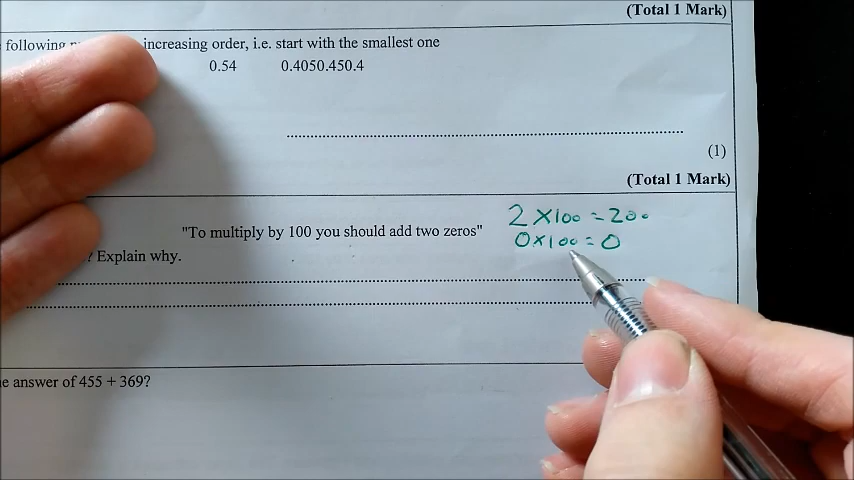 (Total 1 Mark)
following increasing order, i.e. start with the smallest one
0.54 0.4050.450.4
(1)
(Total 1 Mark)
"To multiply by 100 you should add two zeros"
2 × 100 = 200
0 × 100 = 0
? Explain why.
e answer of 455 + 369?